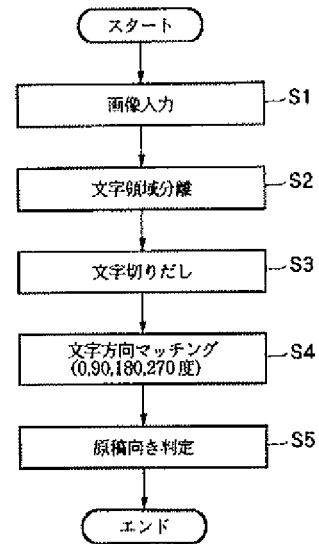 スタート
画像入力
S1
文字領域分離
S2
文字切りだし
S3
文字方向マッチング
(0,90,180,270度)
S4
原稿向き判定
S5
エンド